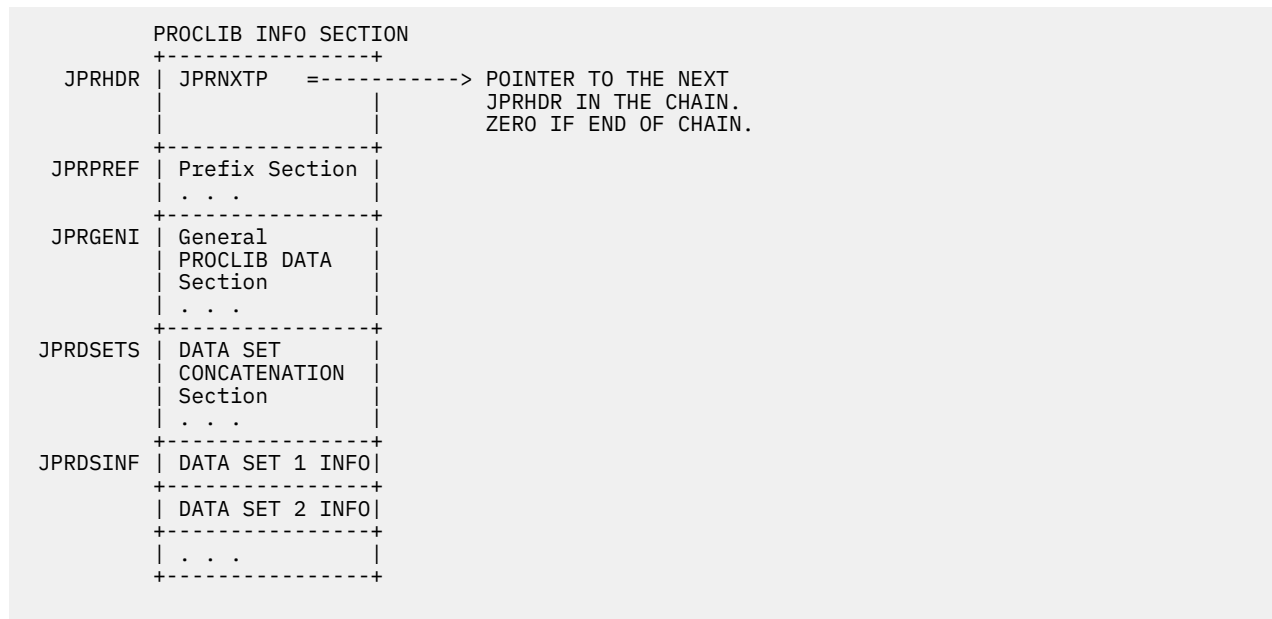 PROCLIB INFO SECTION
+-----------------+
JPRHDR | JPRNXTP   =-----------> POINTER TO THE NEXT
|                |        JPRHDR IN THE CHAIN.
|                |        ZERO IF END OF CHAIN.
+----------------+
JPRPREF | Prefix Section |
| . . .          |
+----------------+
JPRGENI | General        |
| PROCLIB DATA   |
| Section        |
| . . .          |
+----------------+
JPRDSETS | DATA SET       |
| CONCATENATION  |
| Section        |
| . . .          |
+----------------+
JPRDSINF | DATA SET 1 INFO|
+----------------+
| DATA SET 2 INFO|
+----------------+
| . . .          |
+----------------+